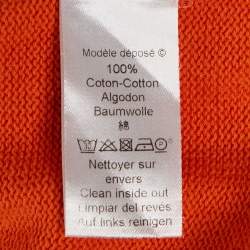 Modèle déposé ©
100%
Coton-Cotton
Algodon
Baumwolle
綿
Nettoyer sur
envers
Clean inside out
Limpiar del revés
Auf links reinigen